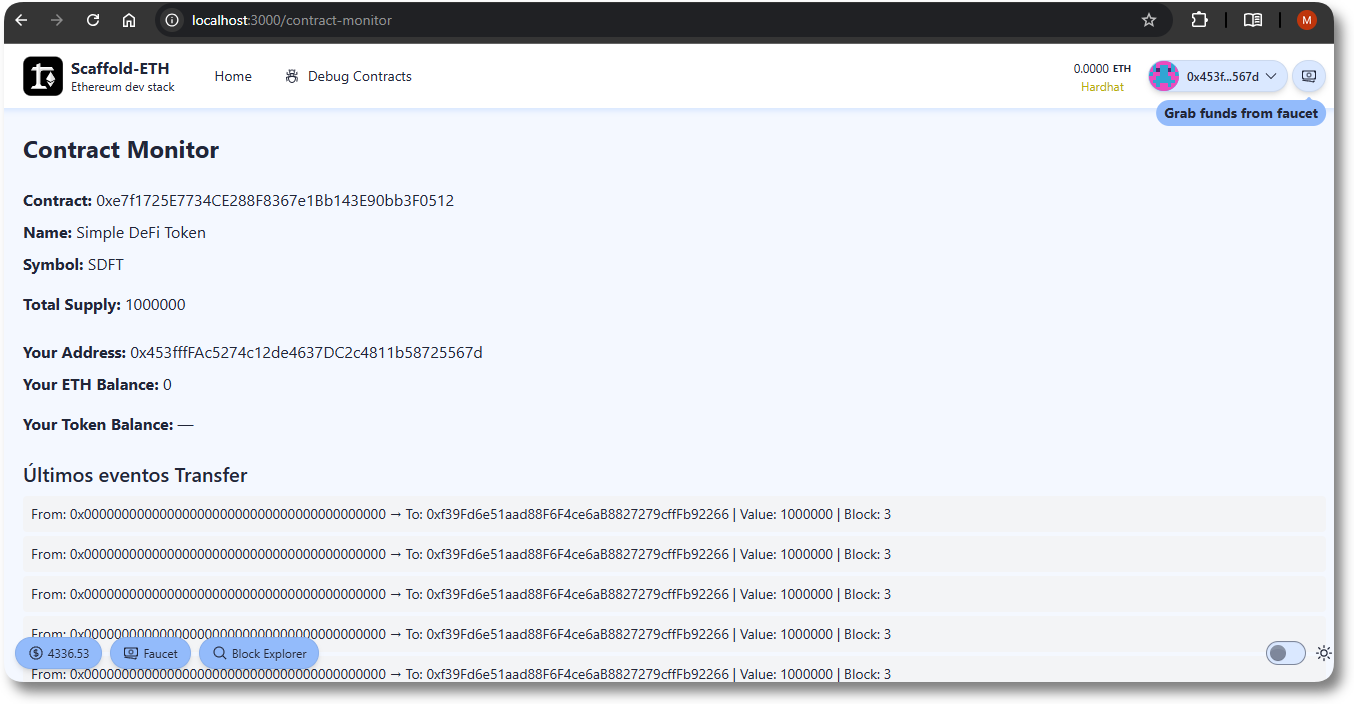 localhost:3000/contract-monitor
M
Scaffold-ETH
Ethereum dev stack
Home
Debug Contracts
0.0000 ETH
Hardhat
0x453f...567d
Grab funds from faucet
Contract Monitor
Contract: 0xe7f1725E7734CE288F8367e1Bb143E90bb3F0512
Name: Simple DeFi Token
Symbol: SDFT
Total Supply: 1000000
Your Address: 0x453fffFAc5274c12de4637DC2c4811b58725567d
Your ETH Balance: 0
Your Token Balance: —
Últimos eventos Transfer
From: 0x0000000000000000000000000000000000000000 → To: 0xf39Fd6e51aad88F6F4ce6aB8827279cffFb92266 | Value: 1000000 | Block: 3
From: 0x0000000000000000000000000000000000000000 → To: 0xf39Fd6e51aad88F6F4ce6aB8827279cffFb92266 | Value: 1000000 | Block: 3
From: 0x0000000000000000000000000000000000000000 → To: 0xf39Fd6e51aad88F6F4ce6aB8827279cffFb92266 | Value: 1000000 | Block: 3
From: 0x0000000000000000000000000000000000000000 → To: 0xf39Fd6e51aad88F6F4ce6aB8827279cffFb92266 | Value: 1000000 | Block: 3
4336.53
Faucet
Block Explorer
From: 0x0000000000000000000000000000000000000000 → To: 0xf39Fd6e51aad88F6F4ce6aB8827279cffFb92266 | Value: 1000000 | Block: 3